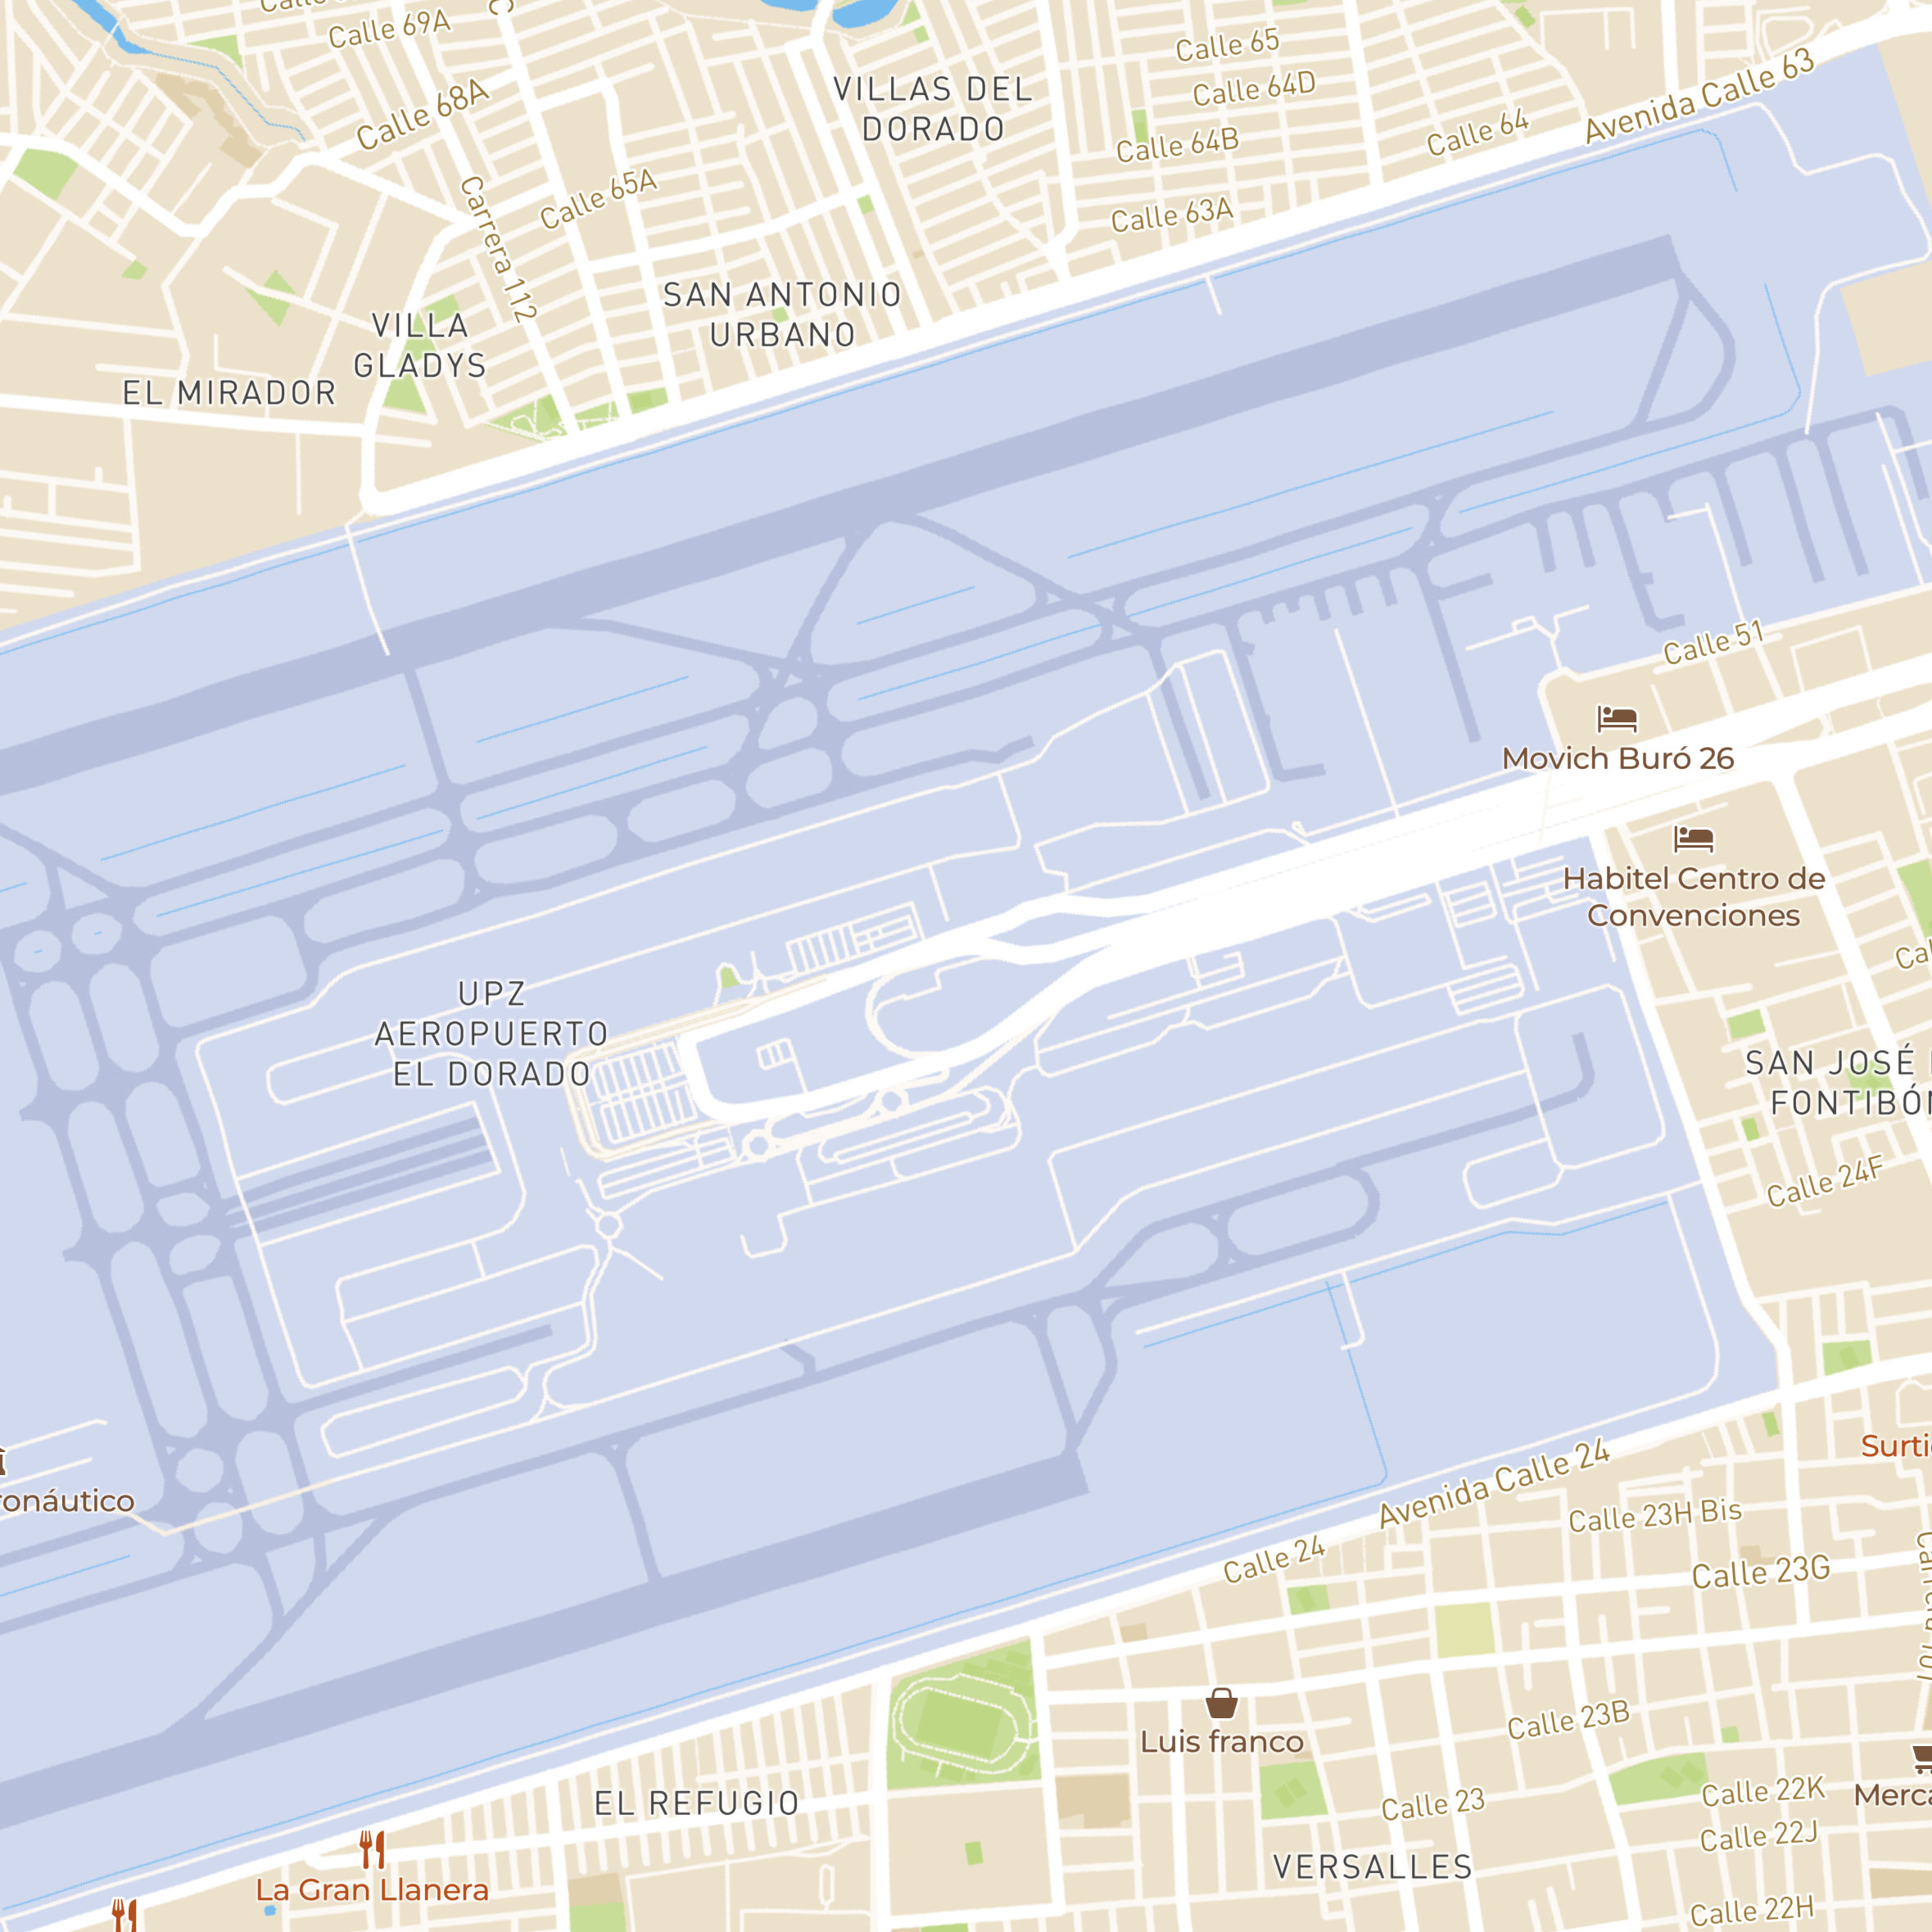 Calle 69A
Calle 68A
Carrera 112
Calle 65A
VILLAS DEL
DORADO
Calle 65
Calle 64D
Calle 64B
Calle 64
Calle 63A
Avenida Calle 63
SAN ANTONIO
URBANO
VILLA
GLADYS
EL MIRADOR
Calle 51
Movich Buró 26
Habitel Centro de
Convenciones
UPZ
AEROPUERTO
EL DORADO
SAN JOSÉ
FONTIBÓN
Calle 24F
Surti
ronáutico
Avenida Calle 24
Calle 24
Calle 23H Bis
Calle 23G
Calle 23B
Luis franco
Calle 23
Calle 22K
Merca
Calle 22J
EL REFUGIO
VERSALLES
La Gran Llanera
Calle 22H